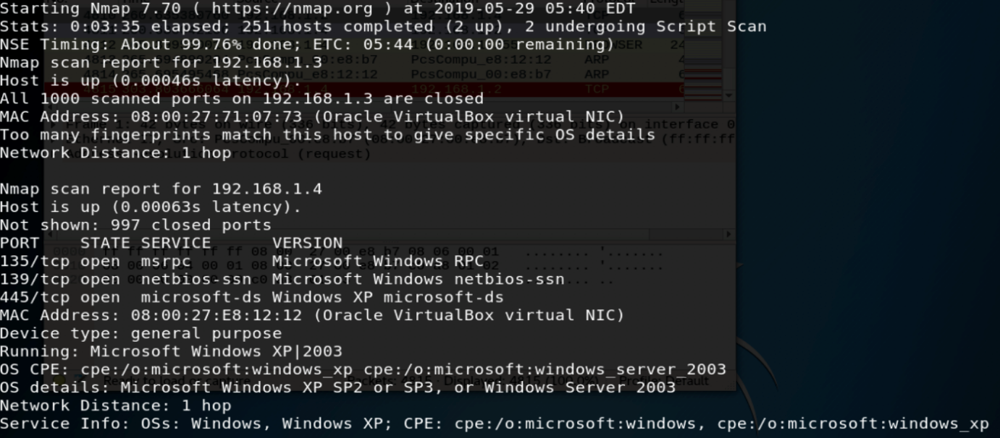 Starting Nmap 7.70 ( https://nmap.org ) at 2019-05-29 05:40 EDT
Stats: 0:03:35 elapsed; 251 hosts completed (2 up), 2 undergoing Script Scan
NSE Timing: About 99.76% done; ETC: 05:44 (0:00:00 remaining)
Nmap scan report for 192.168.1.3
Host is up (0.00046s latency).
All 1000 scanned ports on 192.168.1.3 are closed
MAC Address: 08:00:27:71:07:73 (Oracle VirtualBox virtual NIC)
Too many fingerprints match this host to give specific OS details
Network Distance: 1 hop
Nmap scan report for 192.168.1.4
Host is up (0.00063s latency).
Not shown: 997 closed ports
PORT    STATE SERVICE      VERSION
135/tcp open  msrpc        Microsoft Windows RPC
139/tcp open  netbios-ssn  Microsoft Windows netbios-ssn
445/tcp open  microsoft-ds Windows XP microsoft-ds
MAC Address: 08:00:27:E8:12:12 (Oracle VirtualBox virtual NIC)
Device type: general purpose
Running: Microsoft Windows XP|2003
OS CPE: cpe:/o:microsoft:windows_xp cpe:/o:microsoft:windows_server_2003
OS details: Microsoft Windows XP SP2 or SP3, or Windows Server 2003
Network Distance: 1 hop
Service Info: OSs: Windows, Windows XP; CPE: cpe:/o:microsoft:windows, cpe:/o:microsoft:windows_xp